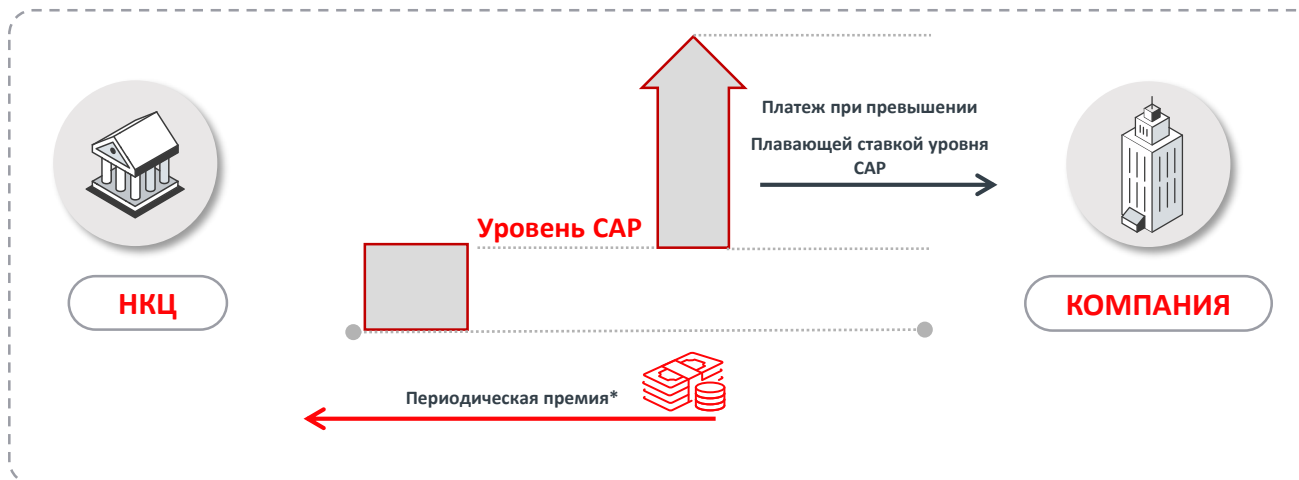 Платеж при превышении
Плавающей ставкой уровня
CAP
Уровень CAP
НКЦ
КОМПАНИЯ
Периодическая премия*